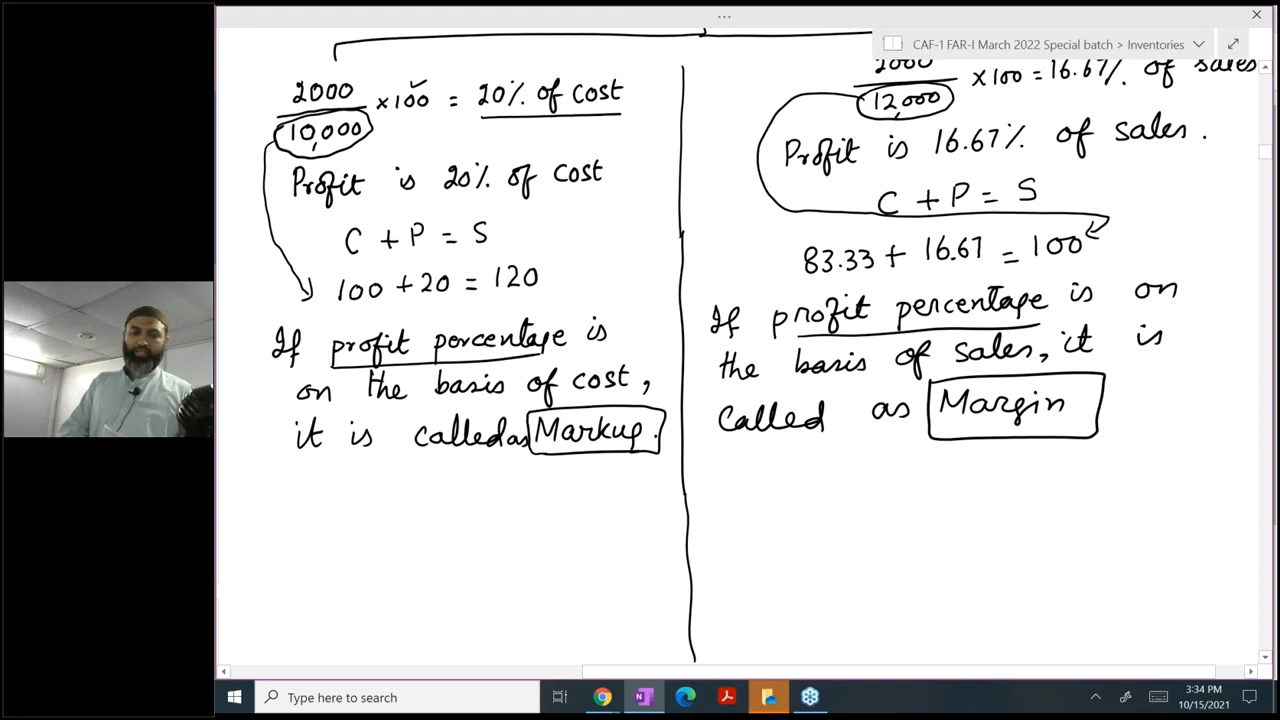 CAF-1 FAR-I March 2022 Special batch > Inventories
2000
10,000
×100 = 20% of cost
Profit is 20% of cost
C + P = S
100 + 20 = 120
If profit percentage is
on the basis of cost,
it is called as Markup.
2000
12,000
×100 = 16.67% of sales
Profit is 16.67% of sales.
C + P = S
83.33 + 16.67 = 100
If profit percentage is on
the basis of sales, it is
called as Margin
Type here to search
3:34 PM
10/15/2021